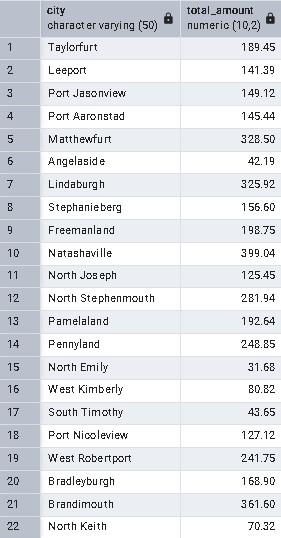 city total_amount
character varying (50) numeric (10,2)
1 Taylorfurt 189.45
2 Leeport 141.39
3 Port Jasonview 149.12
4 Port Aaronstad 145.44
5 Matthewfurt 328.50
6 Angelaside 42.19
7 Lindaburgh 325.92
8 Stephanieberg 156.60
9 Freemanland 198.75
10 Natashaville 399.04
11 North Joseph 125.45
12 North Stephenmouth 281.94
13 Pamelaland 192.64
14 Pennyland 248.85
15 North Emily 31.68
16 West Kimberly 80.82
17 South Timothy 43.65
18 Port Nicoleview 127.12
19 West Robertport 241.75
20 Bradleyburgh 168.90
21 Brandimouth 361.60
22 North Keith 70.32